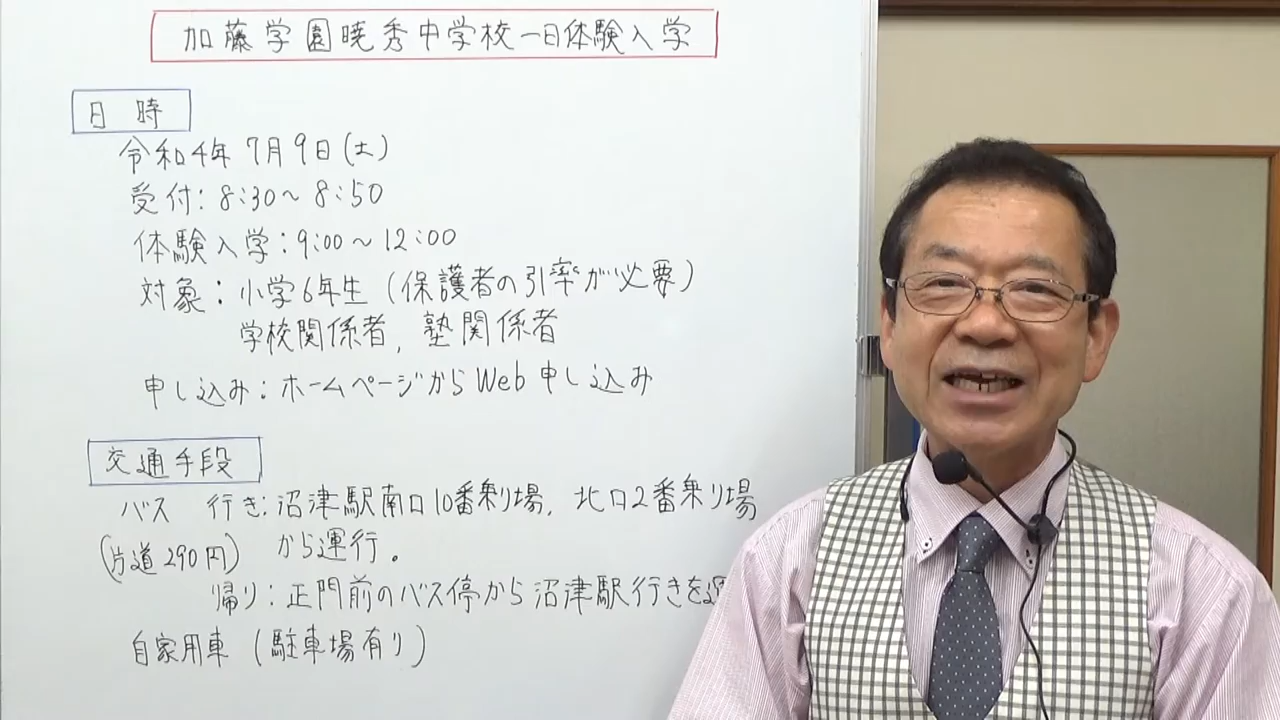 加藤学園暁秀中学校一日体験入学
日時
令和4年7月9日(土)
受付:8:30～8:50
体験入学:9:00～12:00
対象:小学6年生(保護者の引率が必要)
学校関係者,塾関係者
申し込み:ホームページからWeb申し込み
交通手段
バス 行き:沼津駅南口10番乗り場,北口2番乗り場
(片道290円) から運行。
帰り:正門前のバス停から沼津駅行きを
自家用車(駐車場有り)